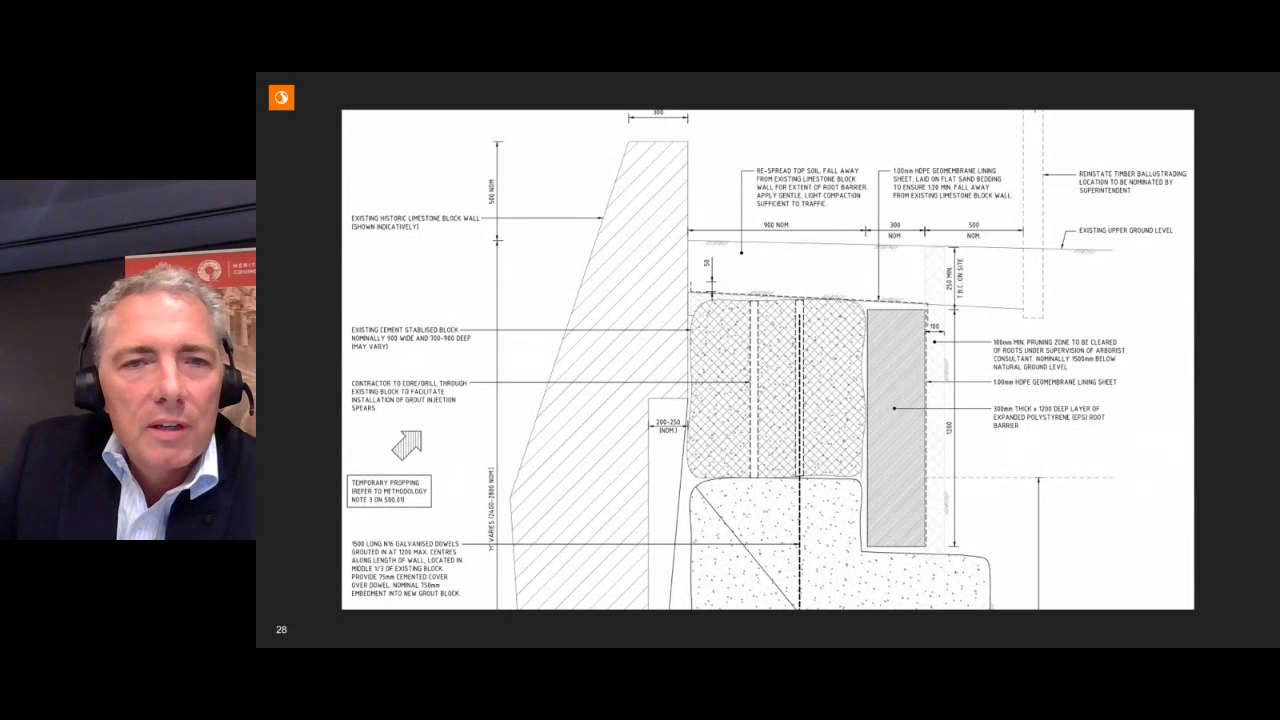 HERIT
COUN
300
500 NOM.
EXISTING HISTORIC LIMESTONE BLOCK WALL
(SHOWN INDICATIVELY)
RE-SPREAD TOP SOIL. FALL AWAY
FROM EXISTING LIMESTONE BLOCK
WALL FOR EXTENT OF ROOT BARRIER.
APPLY GENTLE, LIGHT COMPACTION
SUFFICIENT TO TRAFFIC.
1.00mm HDPE GEOMEMBRANE LINING
SHEET, LAID ON FLAT SAND BEDDING
TO ENSURE 1:20 MIN. FALL AWAY
FROM EXISTING LIMESTONE BLOCK WALL
REINSTATE TIMBER BALLUSTRADING.
LOCATION TO BE NOMINATED BY
SUPERINTENDENT
900 NOM.
300
NOM.
500
NOM.
EXISTING UPPER GROUND LEVEL
50
250 MIN.
T.B.C. ON SITE
EXISTING CEMENT STABLISED BLOCK
NOMINALLY 900 WIDE AND 700-900 DEEP
(MAY VARY)
100
100mm MIN. PRUNING ZONE TO BE CLEARED
OF ROOTS UNDER SUPERVISION OF ARBORIST
CONSULTANT. NOMINALLY 1500mm BELOW
NATURAL GROUND LEVEL
CONTRACTOR TO CORE/DRILL THROUGH
EXISTING BLOCK TO FACILITATE
INSTALLATION OF GROUT INJECTION
SPEARS
1.00mm HDPE GEOMEMBRANE LINING SHEET
300mm THICK x 1200 DEEP LAYER OF
EXPANDED POLYSTYRENE (EPS) ROOT
BARRIER
200-250
(NOM.)
1200
TEMPORARY PROPPING
(REFER TO METHODOLOGY
NOTE 3 ON S00.01)
'H' VARIES (2400-2800 NOM.)
1500 LONG N16 GALVANISED DOWELS
GROUTED IN AT 1200 MAX. CENTRES
ALONG LENGTH OF WALL, LOCATED IN
MIDDLE 1/3 OF EXISTING BLOCK.
PROVIDE 75mm CEMENTED COVER
OVER DOWEL. NOMINAL 750mm
EMBEDMENT INTO NEW GROUT BLOCK.
28